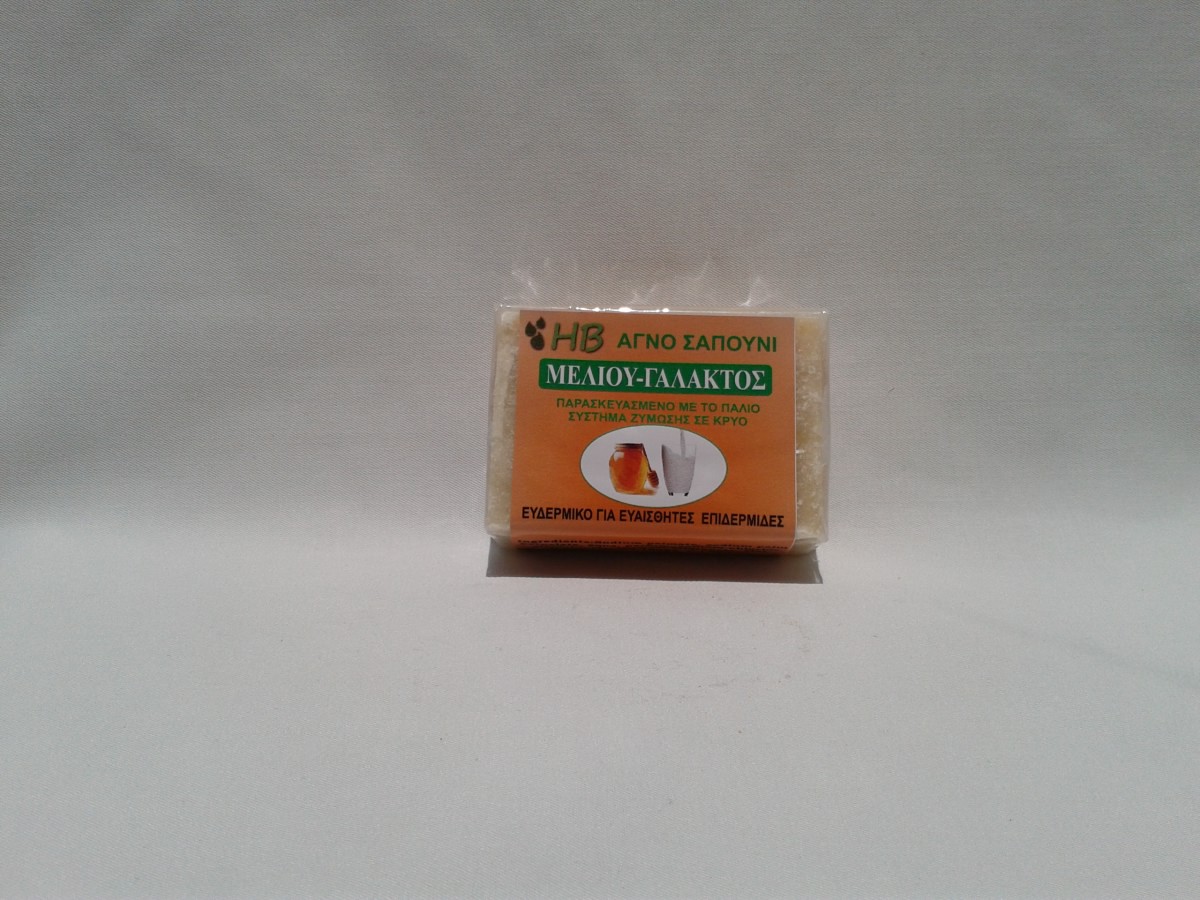 HB ΑΓΝΟ ΣΑΠΟΥΝΙ
ΜΕΛΙΟΥ-ΓΑΛΑΚΤΟΣ
ΠΑΡΑΣΚΕΥΑΣΜΕΝΟ ΜΕ ΤΟ ΠΑΛΙΟ
ΣΥΣΤΗΜΑ ΖΥΜΩΣΗΣ ΣΕ ΚΡΥΟ
ΕΥΔΕΡΜΙΚΟ ΓΙΑ ΕΥΑΙΣΘΗΤΕΣ ΕΠΙΔΕΡΜΙΔΕΣ